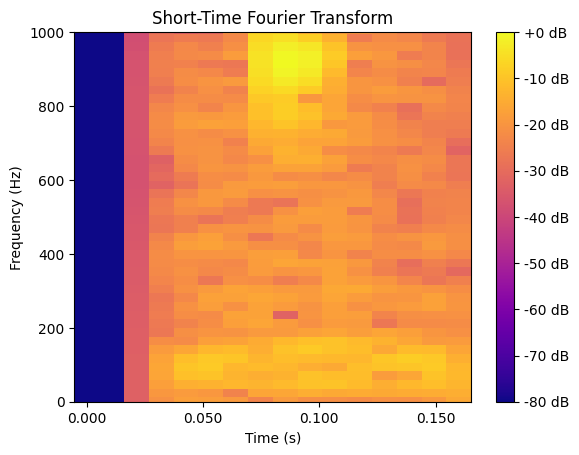 Short-Time Fourier Transform
Frequency (Hz)
1000
800
600
400
200
0
0.000
0.050
0.100
0.150
Time (s)
+0 dB
-10 dB
-20 dB
-30 dB
-40 dB
-50 dB
-60 dB
-70 dB
-80 dB